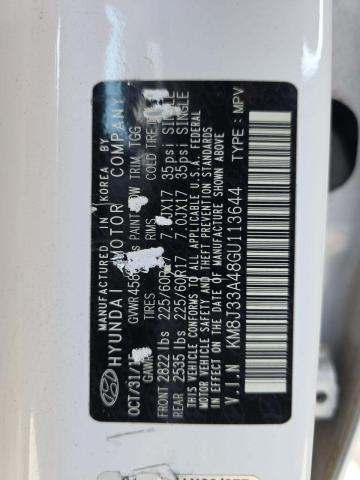 MANUFACTURED IN KOREA BY
HYUNDAI MOTOR COMPANY
OCT/31/1 GVWR458 S PAINT W TRIM TGG
GAW TIRES RIMS COLD TIRE
FRONT 2822 lbs 225/60R17 7.0JX17 35psi SINGLE
REAR 2535 lbs 225/60R17 7.0JX17 35psi SINGLE
THIS VEHICLE CONFORMS TO ALL APPLICABLE U.S.A. FEDERAL
MOTOR VEHICLE SAFETY AND THEFT PREVENTION STANDARDS
IN EFFECT ON THE DATE OF MANUFACTURE SHOWN ABOVE
V.I.N KM8J33A48GU113644 TYPE: MPV